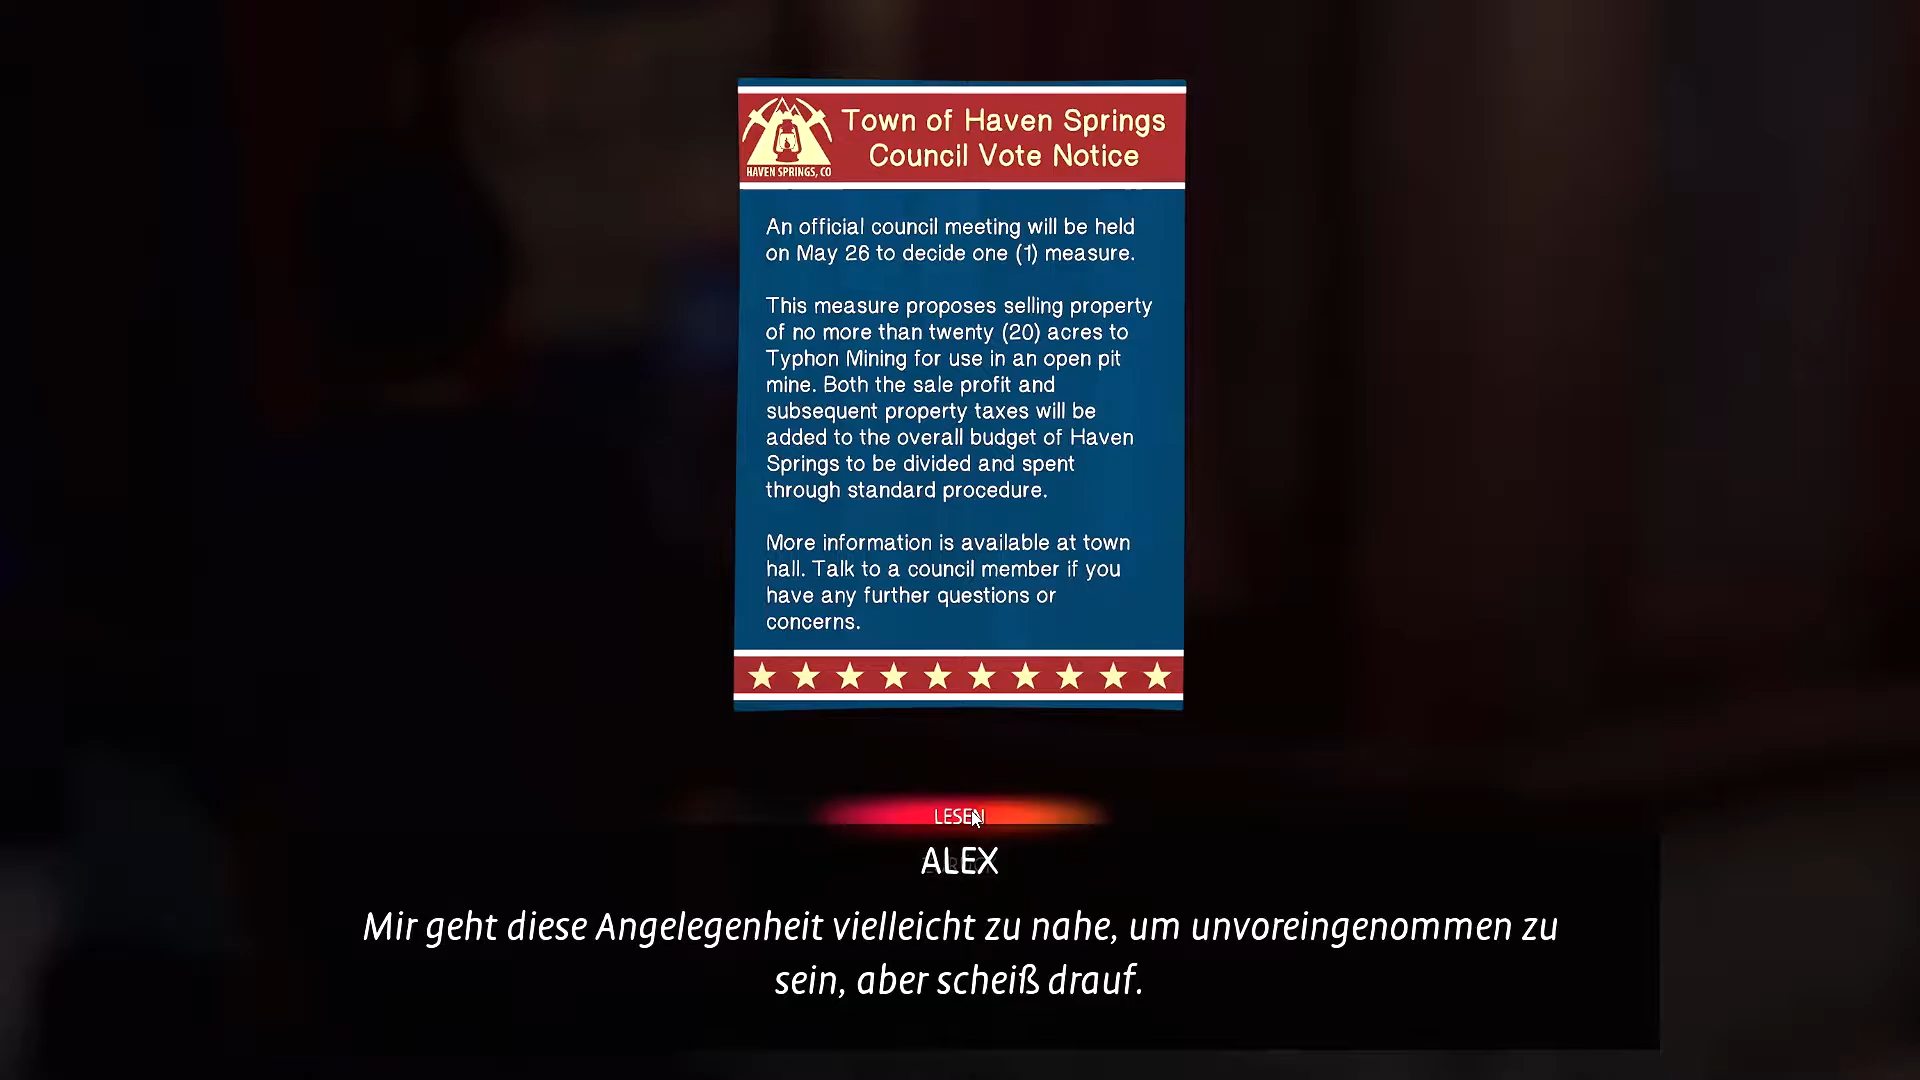 HAVEN SPRINGS, CO
Town of Haven Springs
Council Vote Notice
An official council meeting will be held
on May 26 to decide one (1) measure.
This measure proposes selling property
of no more than twenty (20) acres to
Typhon Mining for use in an open pit
mine. Both the sale profit and
subsequent property taxes will be
added to the overall budget of Haven
Springs to be divided and spent
through standard procedure.
More information is available at town
hall. Talk to a council member if you
have any further questions or
concerns.
LESEN
ALEX
Mir geht diese Angelegenheit vielleicht zu nahe, um unvoreingenommen zu
sein, aber scheiß drauf.